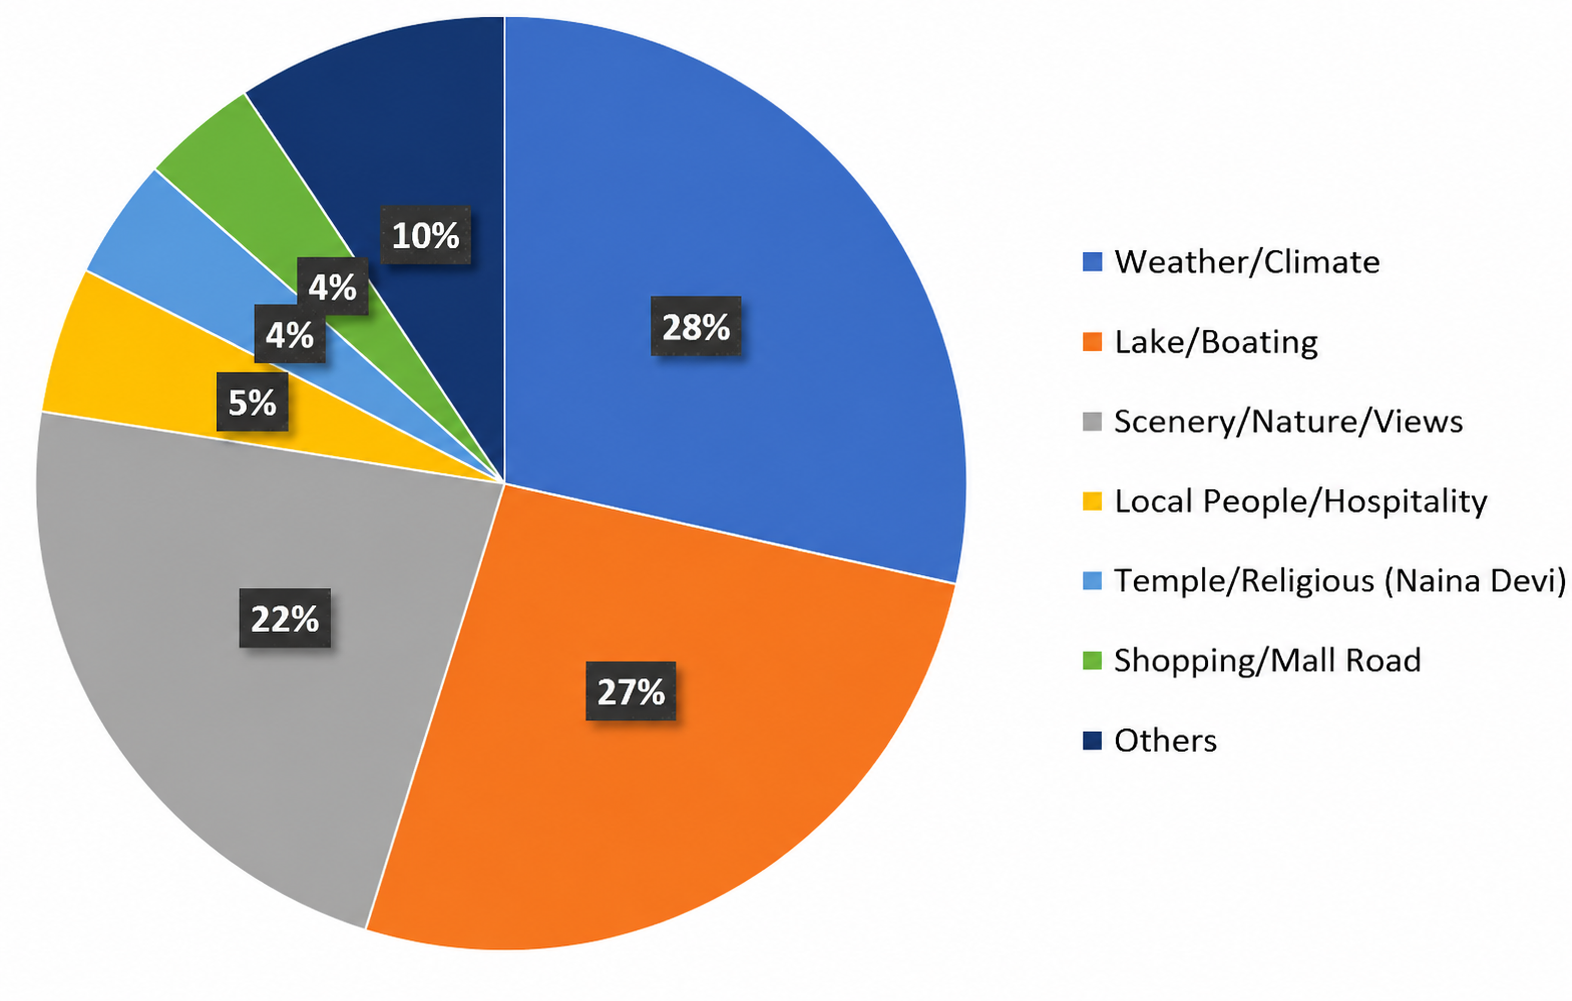 10%
4%
28%
4%
5%
22%
27%
Weather/Climate
Lake/Boating
Scenery/Nature/Views
Local People/Hospitality
Temple/Religious (Naina Devi)
Shopping/Mall Road
Others